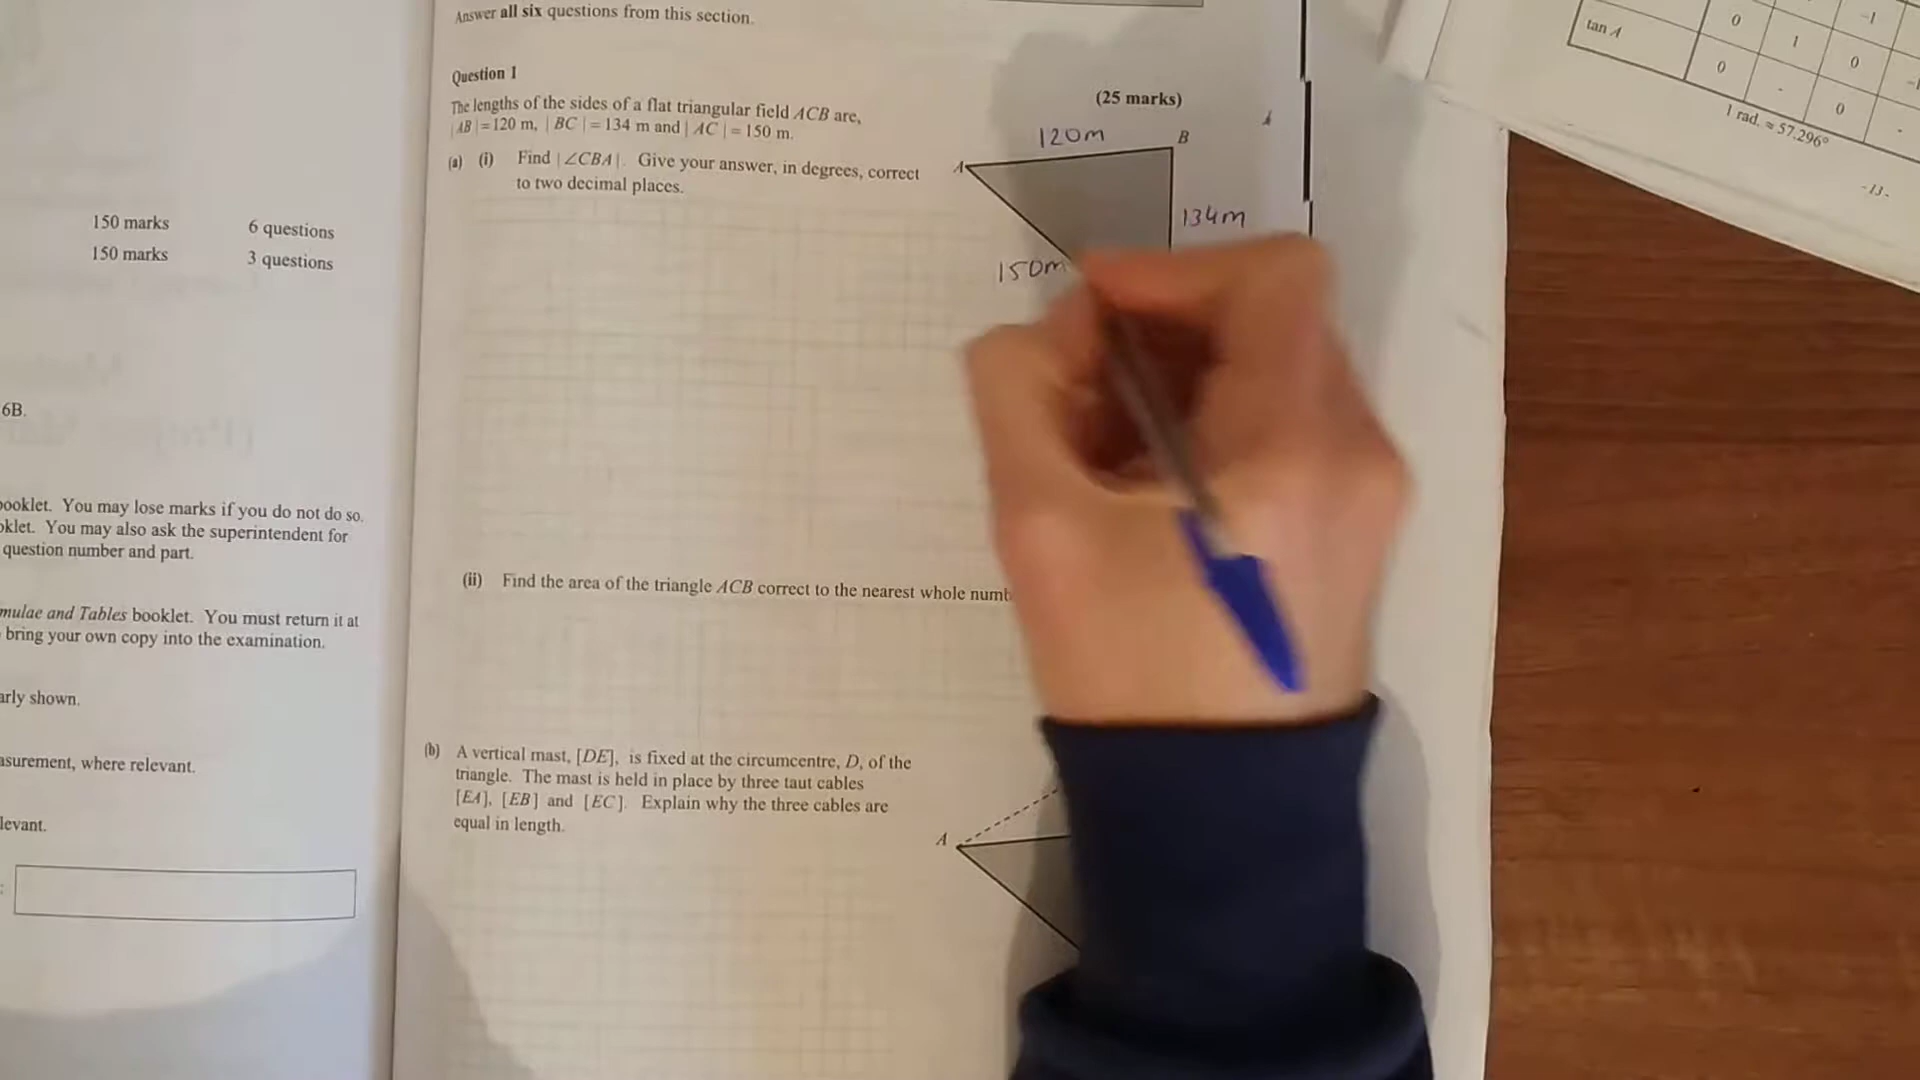 150 marks 6 questions
150 marks 3 questions
6B.
booklet. You may lose marks if you do not do so.
You may also ask the superintendent for
question number and part.
and Tables booklet. You must return it at
bring your own copy into the examination.
shown.
where relevant.
Answer all six questions from this section.
Question 1
(25 marks)
The lengths of the sides of a flat triangular field ACB are,
|AB|=120 m, |BC|=134 m and |AC|=150 m.
(a) (i) Find |∠CBA|. Give your answer, in degrees, correct
to two decimal places.
120m
A
B
134m
150m
(ii) Find the area of the triangle ACB correct to the nearest whole
(b) A vertical mast, [DE], is fixed at the circumcentre, D, of the
triangle. The mast is held in place by three taut cables
[EA], [EB] and [EC]. Explain why the three cables are
equal in length.
A
tan A
0 -1
0 1 0
0 - 0 -
1 rad. ≈ 57.296°
-13-